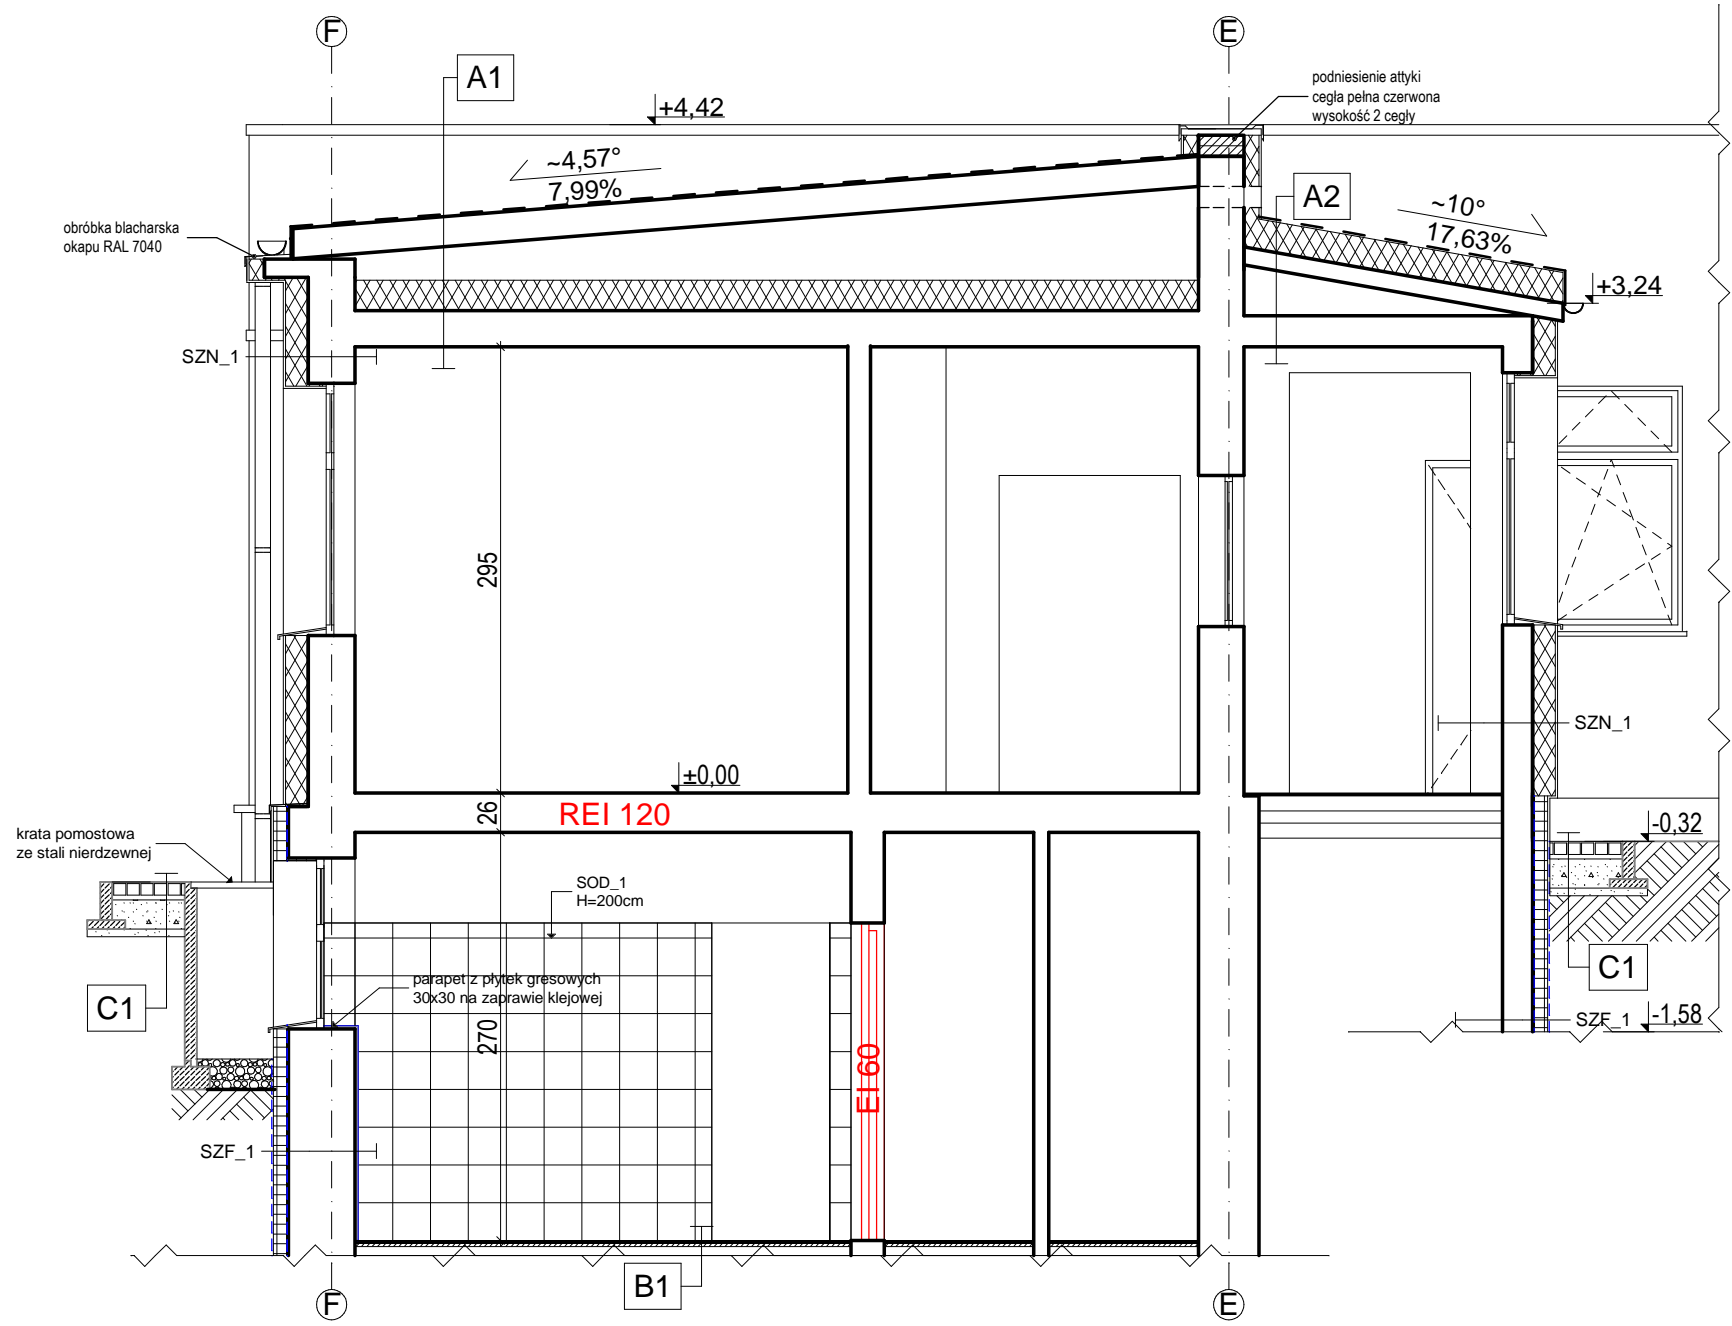 F
E
A1
podniesienie attyki
cegła pełna czerwona
wysokość 2 cegły
+4,42
~4,57°
7,99%
A2
~10°
17,63%
obróbka blacharska
okapu RAL 7040
+3,24
SZN_1
295
SZN_1
±0,00
26
REI 120
krata pomostowa
ze stali nierdzewnej
-0,32
SOD_1
H=200cm
parapet z płytek gresowych
30x30 na zaprawie klejowej
C1
C1
270
SZF_1
-1,58
EI 60
SZF_1
B1
F
E